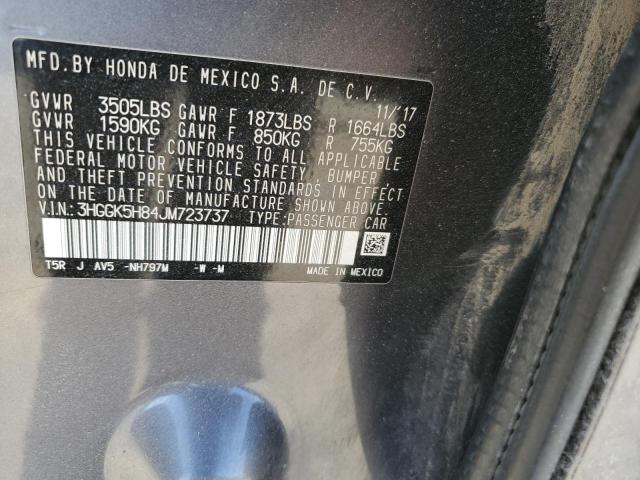 MFD.BY HONDA DE MEXICO S.A. DE C.V.
11/'17
GVWR 3505LBS GAWR F 1873LBS R 1664LBS
GVWR 1590KG GAWR F 850KG R 755KG
THIS VEHICLE CONFORMS TO ALL APPLICABLE
FEDERAL MOTOR VEHICLE SAFETY, BUMPER
AND THEFT PREVENTION STANDARDS IN EFFECT
ON THE DATE OF MANUFACTURE SHOWN ABOVE.
V.I.N.: 3HGGK5H84JM723737 TYPE:PASSENGER CAR
T5R J AV5 -NH797M -W -M MADE IN MEXICO